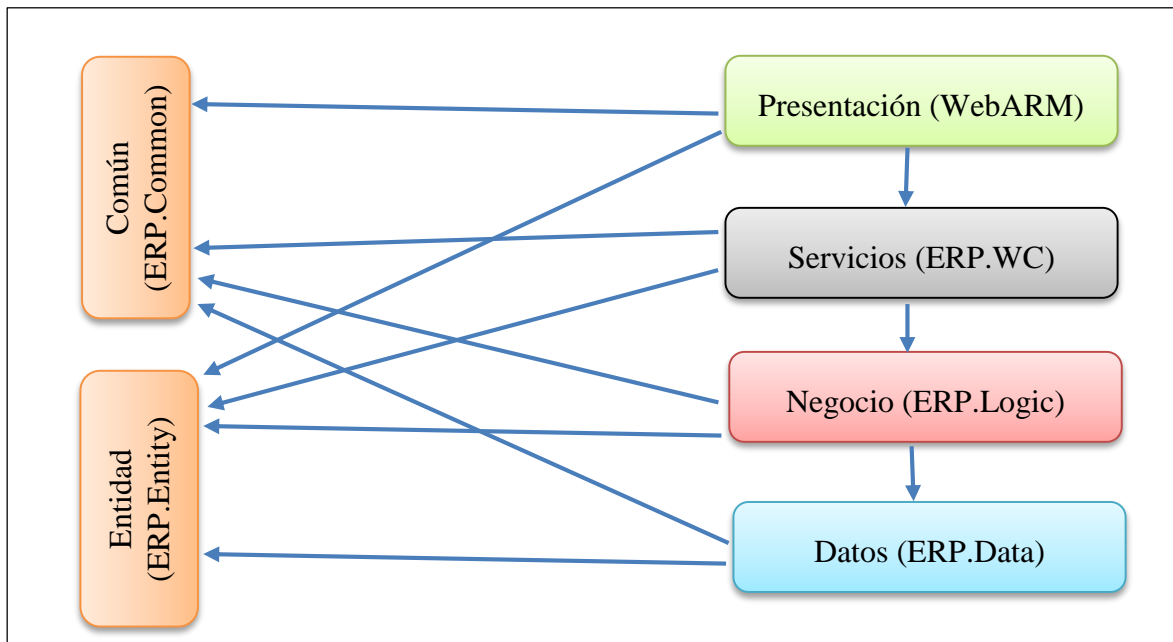 Común
(ERP.Common)
Presentación (WebARM)
Servicios (ERP.WC)
Negocio (ERP.Logic)
Entidad
(ERP.Entity)
Datos (ERP.Data)